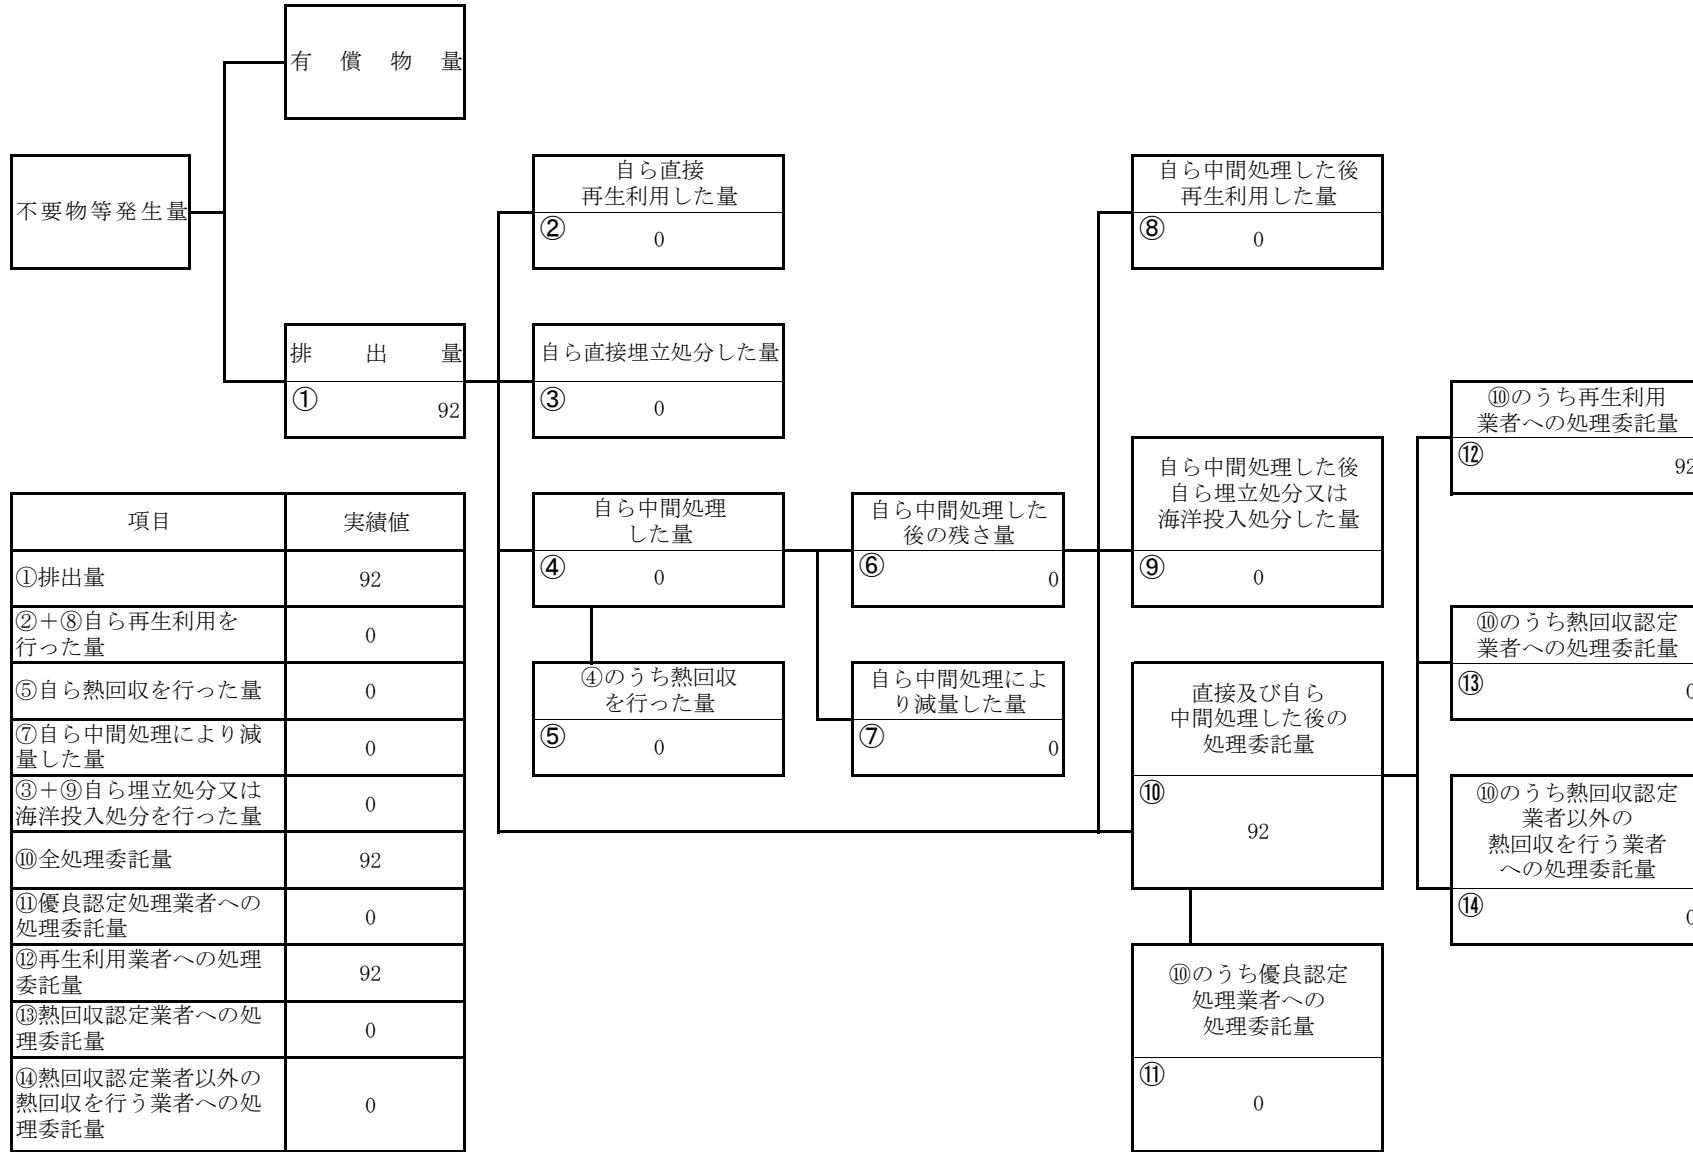 有償物量
不要物等発生量
自ら直接
再生利用した量
②
0
自ら中間処理した後
再生利用した量
⑧
0
排出量
①
92
自ら直接埋立処分した量
③
0
⑩のうち再生利用
業者への処理委託量
⑫
92
自ら中間処理
した量
④
0
自ら中間処理した
後の残さ量
⑥
0
自ら中間処理した後
自ら埋立処分又は
海洋投入処分した量
⑨
0
④のうち熱回収
を行った量
⑤
0
自ら中間処理によ
り減量した量
⑦
0
直接及び自ら
中間処理した後の
処理委託量
⑩
92
⑩のうち熱回収認定
業者への処理委託量
⑬
0
⑩のうち熱回収認定
業者以外の
熱回収を行う業者
への処理委託量
⑭
0
⑩のうち優良認定
処理業者への
処理委託量
⑪
0
項目 実績値
①排出量 92
②＋⑧自ら再生利用を
行った量 0
⑤自ら熱回収を行った量 0
⑦自ら中間処理により減
量した量 0
③＋⑨自ら埋立処分又は
海洋投入処分を行った量 0
⑩全処理委託量 92
⑪優良認定処理業者への
処理委託量 0
⑫再生利用業者への処理
委託量 92
⑬熱回収認定業者への処
理委託量 0
⑭熱回収認定業者以外の
熱回収を行う業者への処
理委託量 0